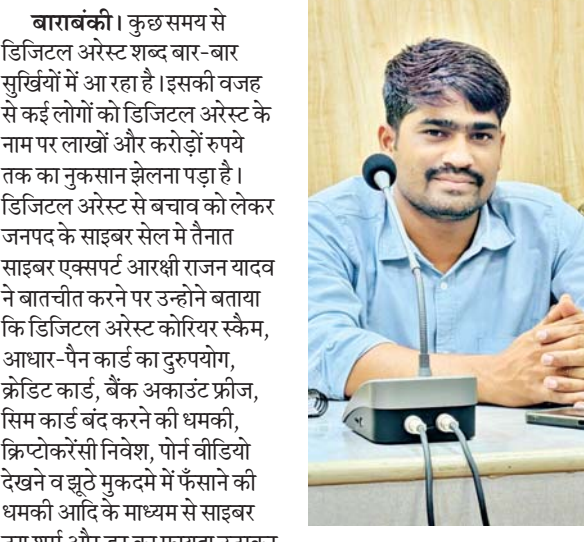 बाराबंकी। कुछ समय से
डिजिटल अरेस्ट शब्द बार-बार
सुर्खियों में आ रहा है। इसकी वजह
से कई लोगों को डिजिटल अरेस्ट के
नाम पर लाखों और करोड़ों रुपये
तक का नुकसान झेलना पड़ा है।
डिजिटल अरेस्ट से बचाव को लेकर
जनपद के साइबर सेल मे तैनात
साइबर एक्सपर्ट आरक्षी राजन यादव
ने बातचीत करने पर उन्होने बताया
कि डिजिटल अरेस्ट कोरियर स्कैम,
आधार-पैन कार्ड का दुरुपयोग,
क्रेडिट कार्ड, बैंक अकाउंट फ्रीज,
सिम कार्ड बंद करने की धमकी,
क्रिप्टोकरेंसी निवेश, पोर्न वीडियो
देखने व झूठे मुकदमे में फँसाने की
धमकी आदि के माध्यम से साइबर